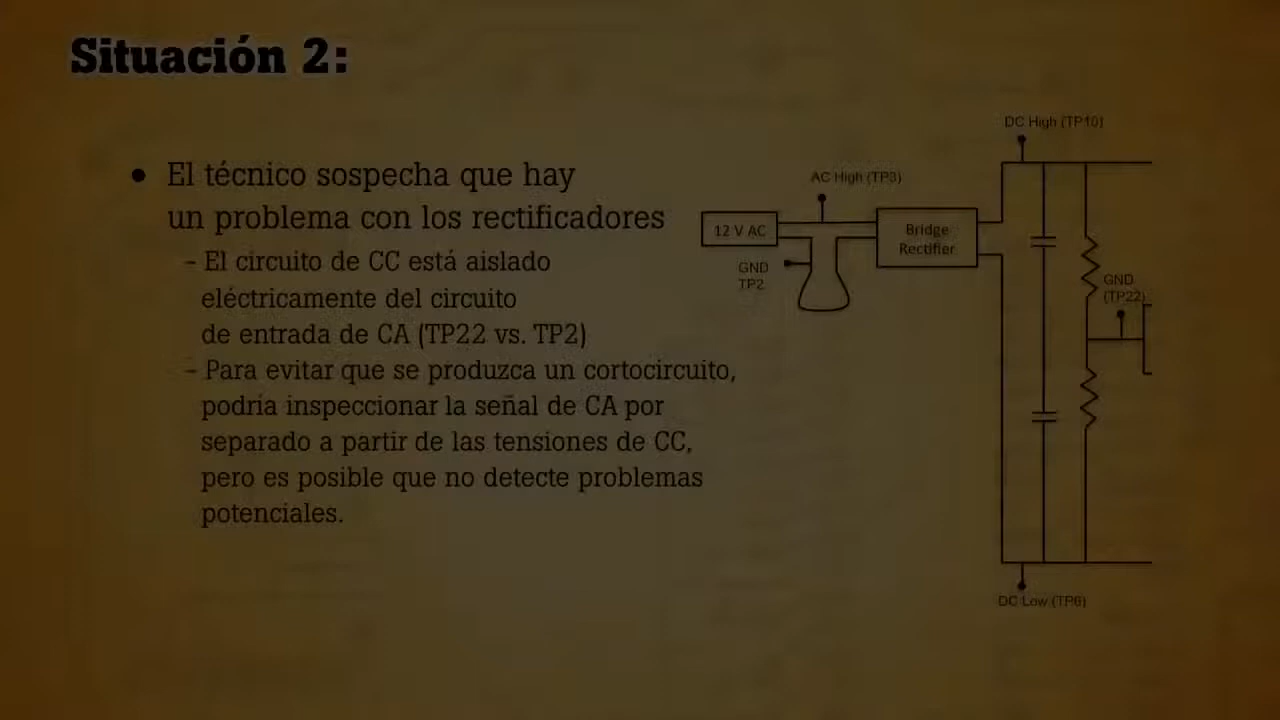 Situación 2:
• El técnico sospecha que hay
un problema con los rectificadores
– El circuito de CC está aislado
eléctricamente del circuito
de entrada de CA (TP22 vs. TP2)
– Para evitar que se produzca un cortocircuito,
podría inspeccionar la señal de CA por
separado a partir de las tensiones de CC,
pero es posible que no detecte problemas
potenciales.
DC High (TP10)
AC High (TP3)
12 V AC
Bridge
Rectifier
GND
TP2
GND
(TP22)
DC Low (TP6)